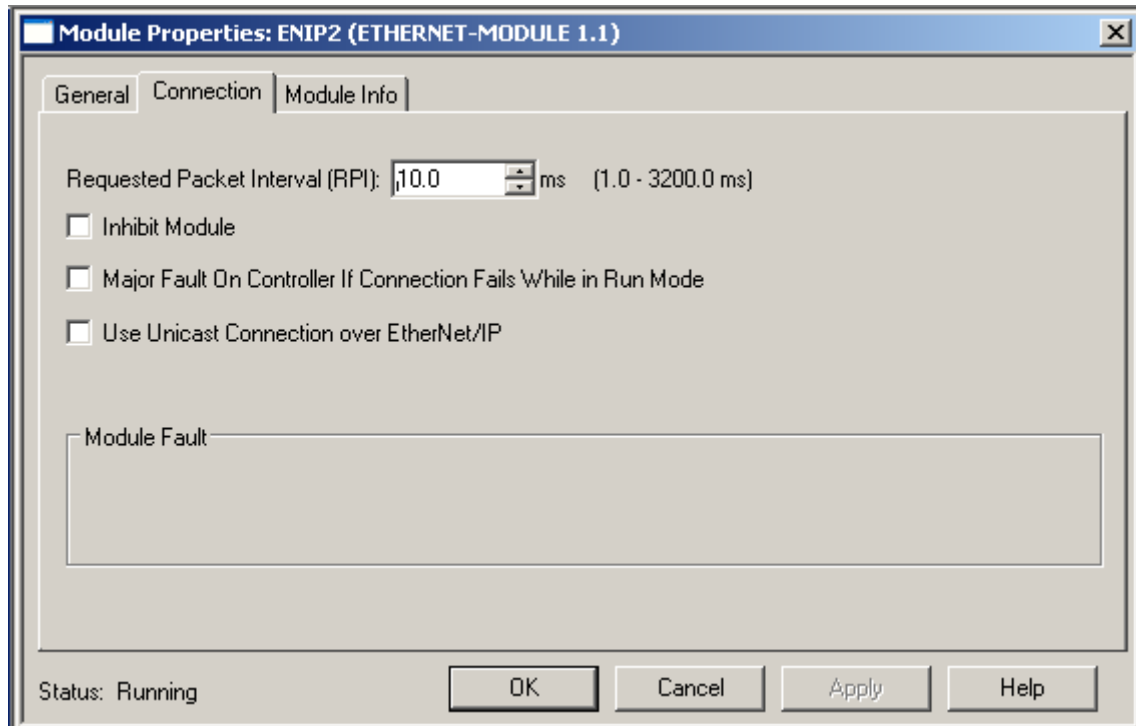 Module Properties: ENIP2 (ETHERNET-MODULE 1.1)
General Connection Module Info
Requested Packet Interval (RPI): 10.0 ms (1.0 - 3200.0 ms)
Inhibit Module
Major Fault On Controller If Connection Fails While in Run Mode
Use Unicast Connection over EtherNet/IP
Module Fault
Status: Running OK Cancel Apply Help